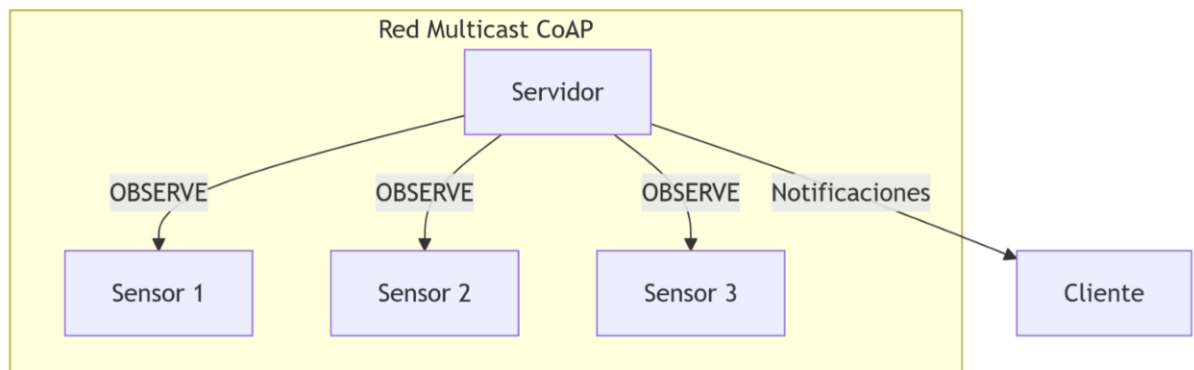 Red Multicast CoAP
Servidor
OBSERVE
OBSERVE
OBSERVE
Notificaciones
Sensor 1
Sensor 2
Sensor 3
Cliente